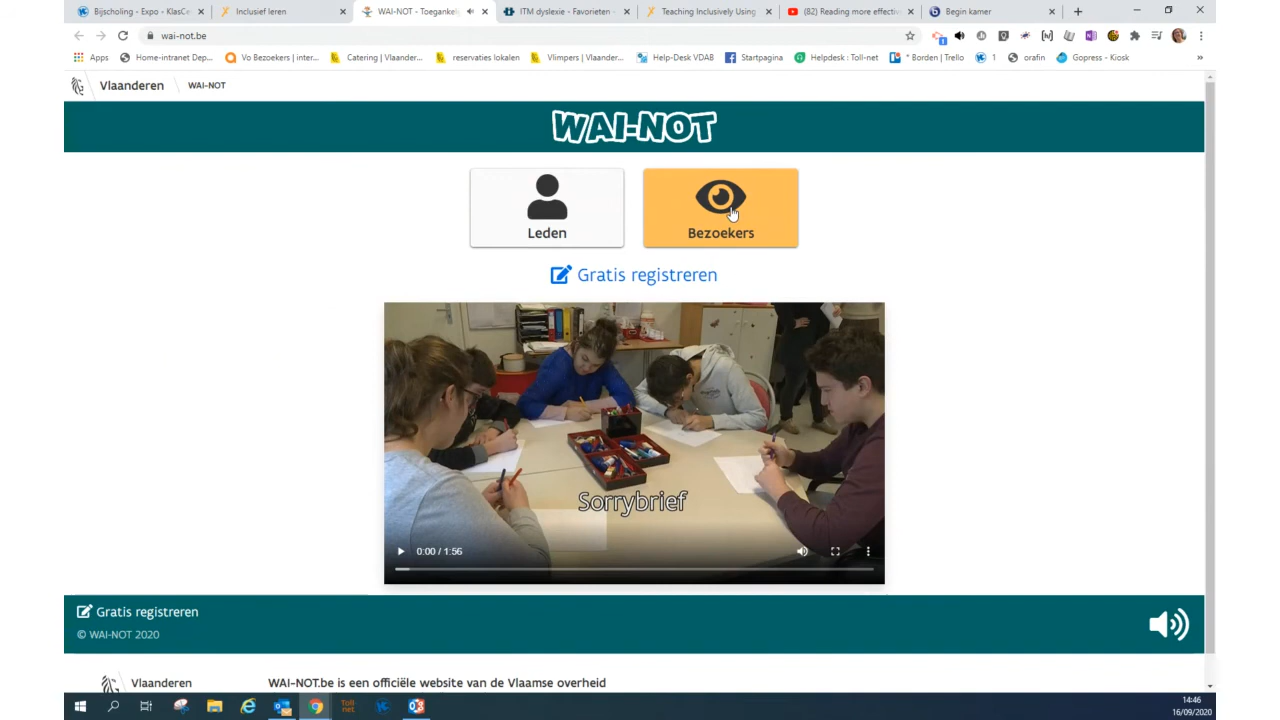 Bijscholing - Expo - KlasCe
Inclusief leren
WAI-NOT - Toegankelij
ITM dyslexie - Favorieten -
Teaching Inclusively Using
(82) Reading more effectiv
Begin kamer
wai-not.be
Apps
Home-intranet Dep...
Vo Bezoekers | inter...
Catering | Vlaander...
reservaties lokalen
Vlimpers | Vlaander...
Help-Desk VDAB
Startpagina
Helpdesk : Toll-net
* Borden | Trello
1
orafin
Gopress - Kiosk
»
Vlaanderen
WAI-NOT
WAI-NOT
Leden
Bezoekers
Gratis registreren
Sorrybrief
0:00 / 1:56
Gratis registreren
© WAI-NOT 2020
Vlaanderen
WAI-NOT.be is een officiële website van de Vlaamse overheid
Toll-net
14:46
16/09/2020